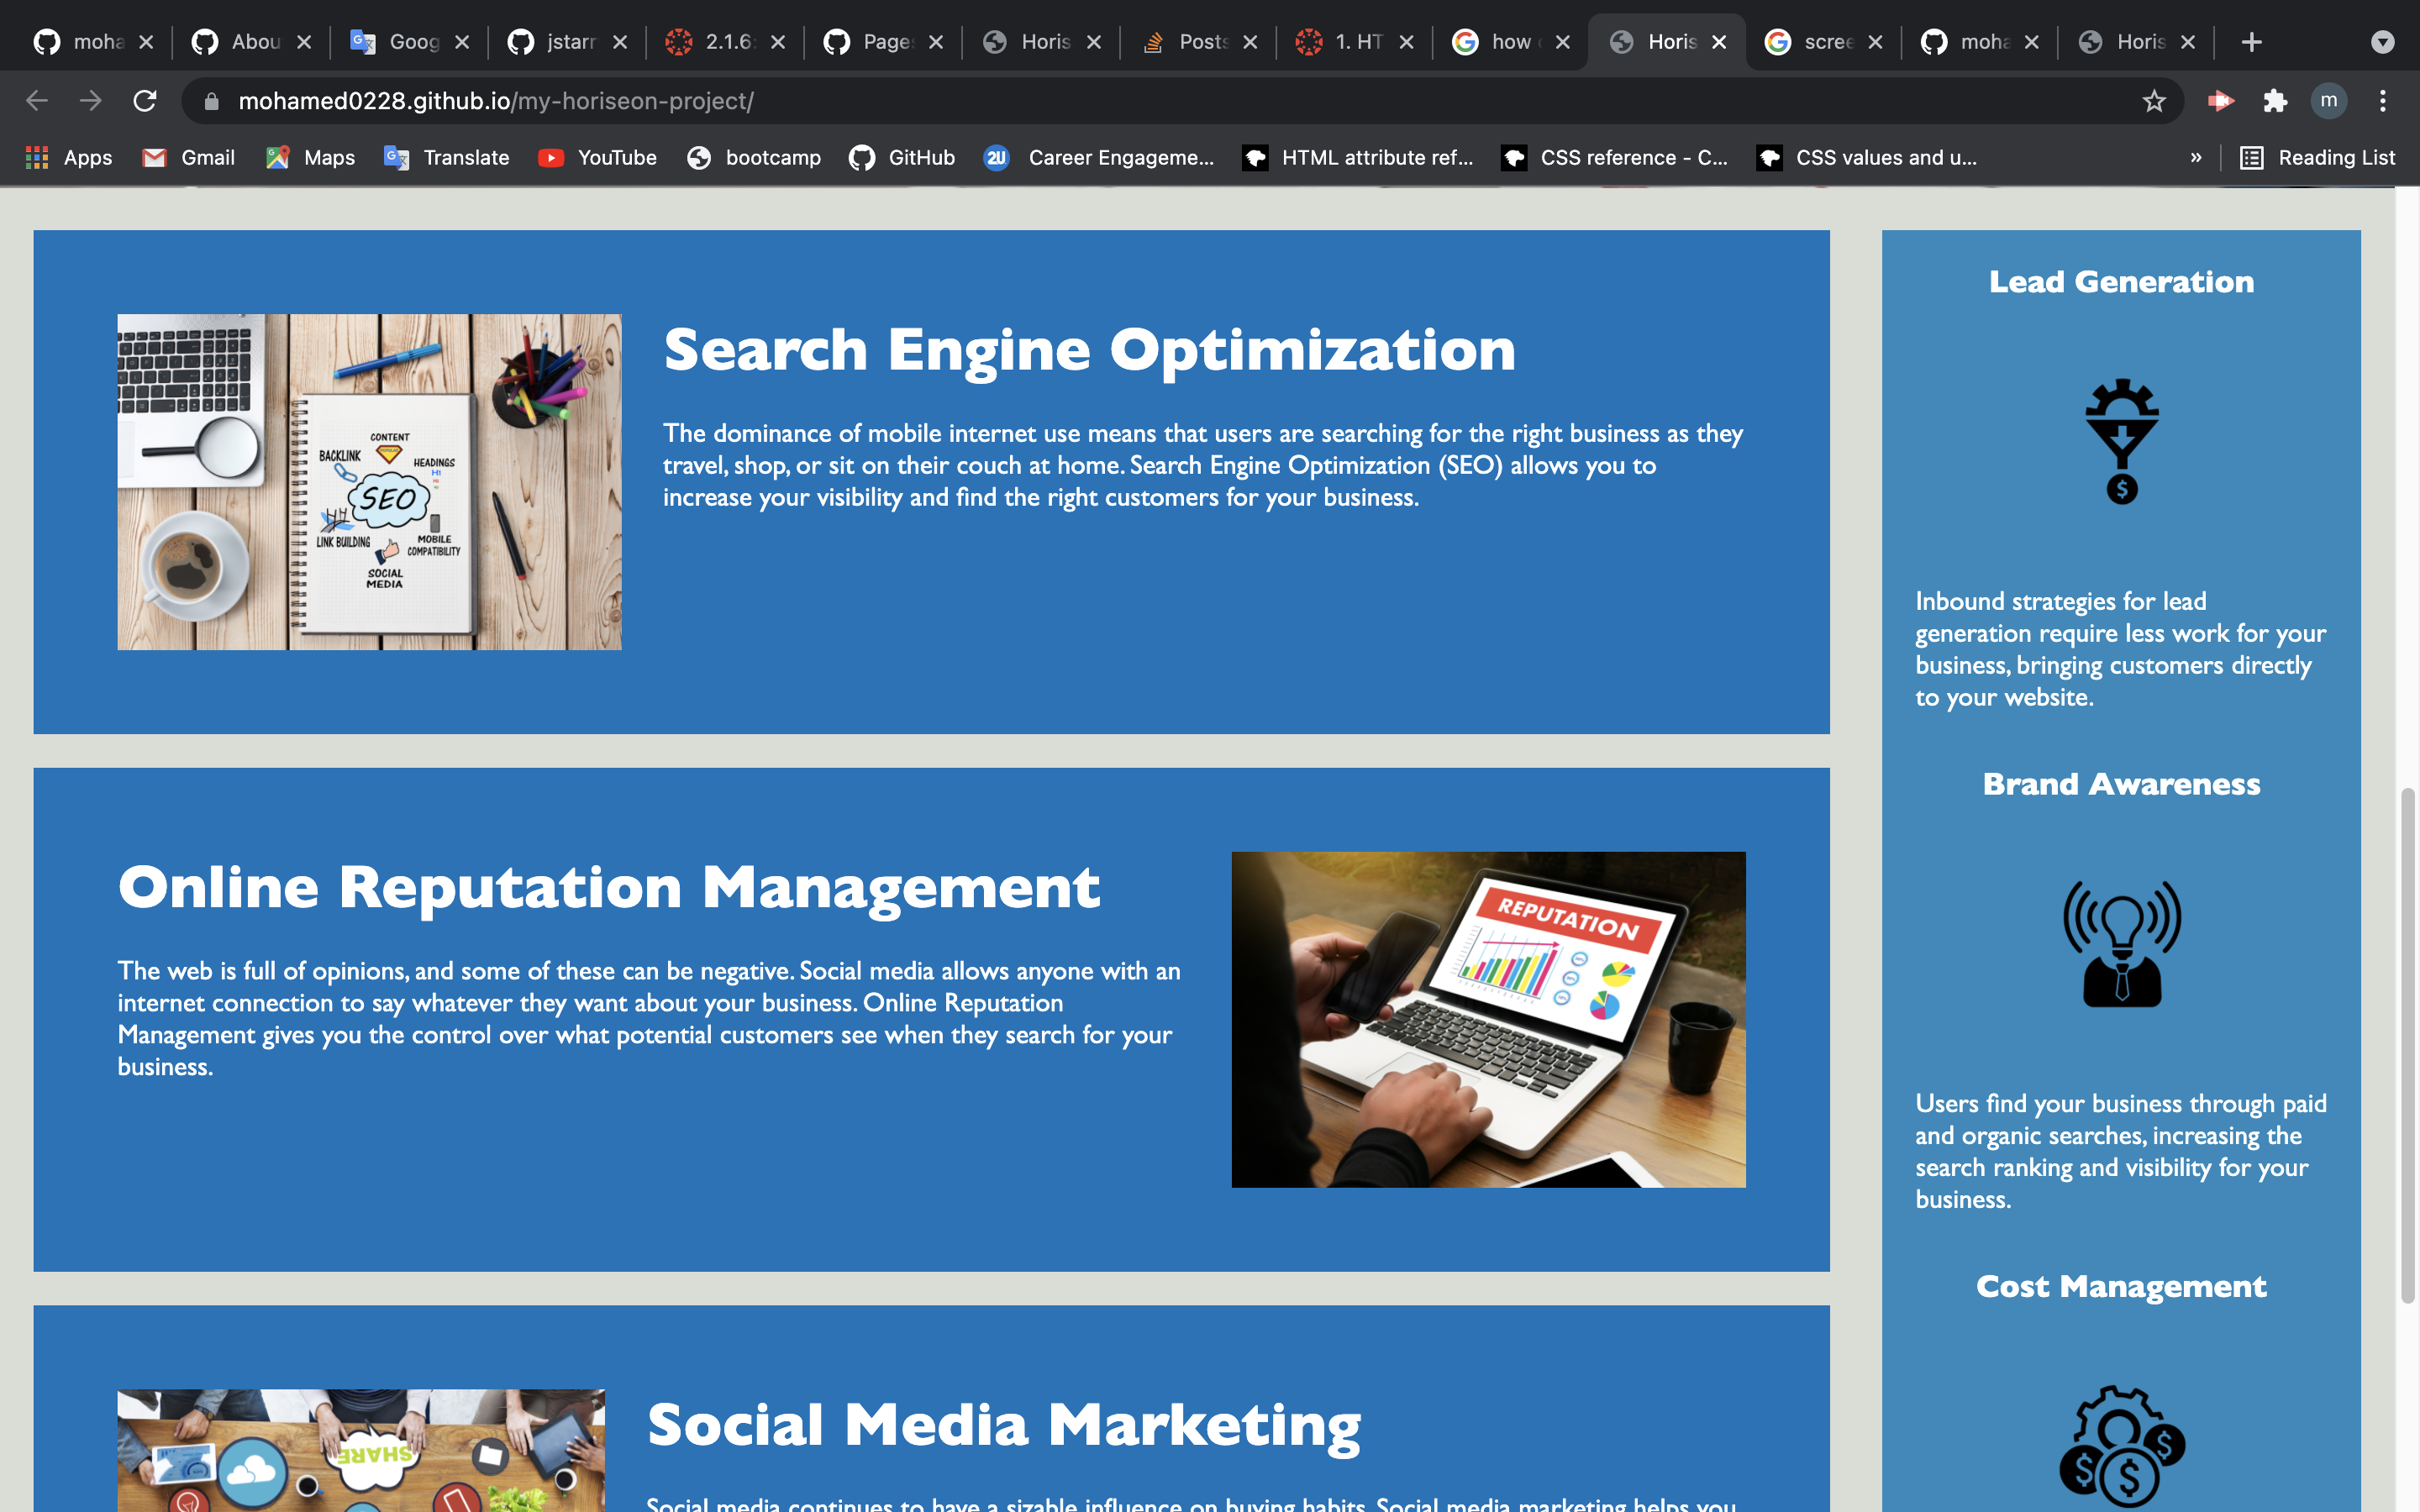 moha
Abou
Goog
jstarr
2.1.6:
Page:
Horis
Posts
1. HT
how
Horis
scree
moha
Horis
mohamed0228.github.io/my-horiseon-project/
m
Apps
Gmail
Maps
Translate
YouTube
bootcamp
GitHub
2U
Career Engageme...
HTML attribute ref...
CSS reference - C...
CSS values and u...
»
Reading List
CONTENT
BACKLINK
HEADINGS
H1
SEO
LINK BUILDING
MOBILE
COMPATIBILITY
SOCIAL
MEDIA
Search Engine Optimization
The dominance of mobile internet use means that users are searching for the right business as they
travel, shop, or sit on their couch at home. Search Engine Optimization (SEO) allows you to
increase your visibility and find the right customers for your business.
Online Reputation Management
The web is full of opinions, and some of these can be negative. Social media allows anyone with an
internet connection to say whatever they want about your business. Online Reputation
Management gives you the control over what potential customers see when they search for your
business.
REPUTATION
SHARE
Social Media Marketing
Social media continues to have a sizable influence on buying habits. Social media marketing helps you
Lead Generation
$
Inbound strategies for lead
generation require less work for your
business, bringing customers directly
to your website.
Brand Awareness
Users find your business through paid
and organic searches, increasing the
search ranking and visibility for your
business.
Cost Management
$
$
$